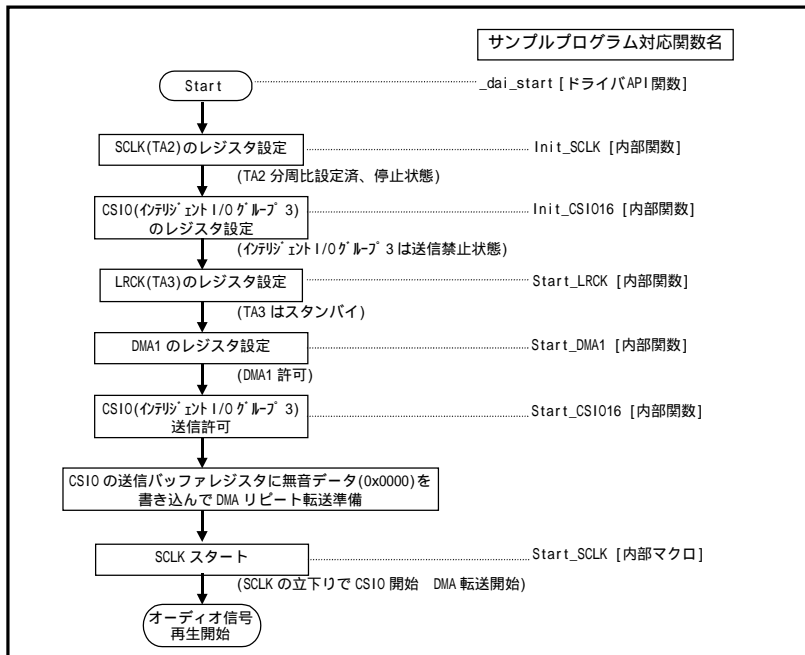 サンプルプログラム対応関数名
Start
_dai_start [ドライバAPI関数]
SCLK(TA2)のレジスタ設定
Init_SCLK [内部関数]
(TA2 分周比設定済、停止状態)
CSIO(インテリジェント I/O グループ 3)
のレジスタ設定
Init_CSIO16 [内部関数]
(インテリジェント I/O グループ 3 は送信禁止状態)
LRCK(TA3)のレジスタ設定
Start_LRCK [内部関数]
(TA3 はスタンバイ)
DMA1 のレジスタ設定
Start_DMA1 [内部関数]
(DMA1 許可)
CSIO(インテリジェント I/O グループ 3)
送信許可
Start_CSIO16 [内部関数]
CSIO の送信バッファレジスタに無音データ(0x0000)を
書き込んで DMA リピート転送準備
SCLK スタート
Start_SCLK [内部マクロ]
(SCLK の立下りで CSIO 開始　DMA 転送開始)
オーディオ信号
再生開始